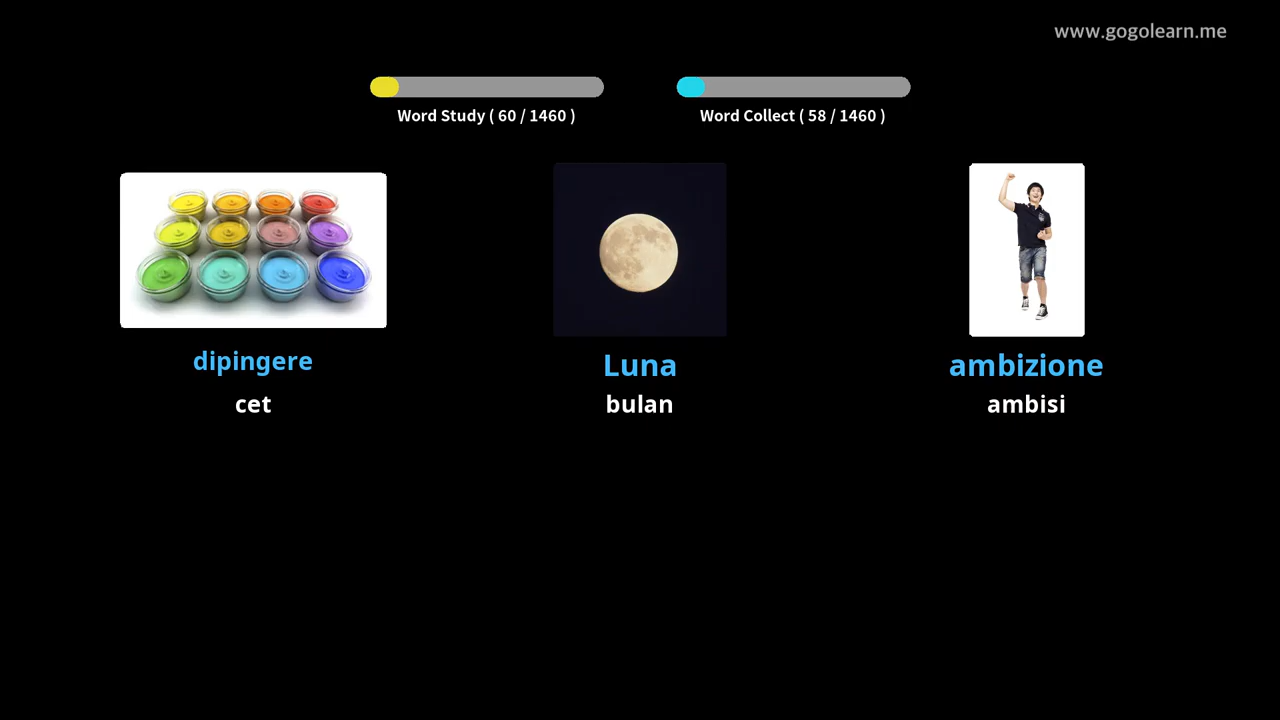 www.gogolearn.me
Word Study ( 60 / 1460 )
Word Collect ( 58 / 1460 )
dipingere
cet
Luna
bulan
ambizione
ambisi